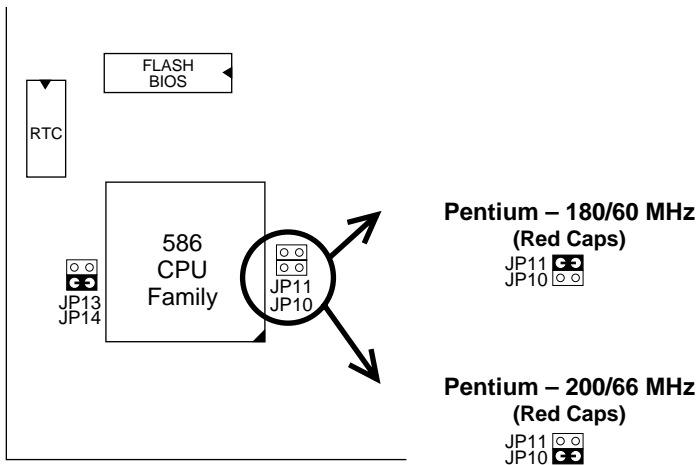 FLASH
BIOS
RTC
586
CPU
Family
JP13
JP14
JP11
JP10
Pentium – 180/60 MHz
(Red Caps)
JP11
JP10
Pentium – 200/66 MHz
(Red Caps)
JP11
JP10